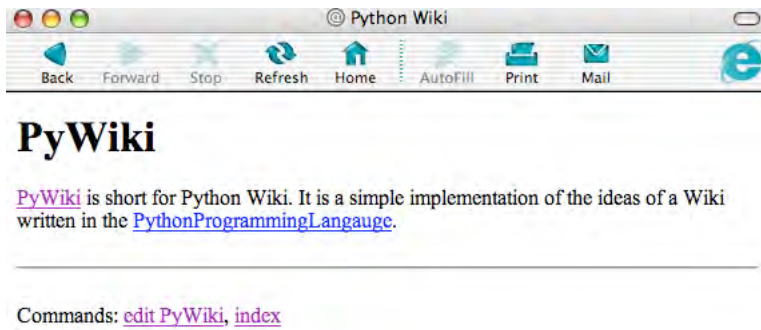 @ Python Wiki
Back Forward Stop Refresh Home AutoFill Print Mail
PyWiki
PyWiki is short for Python Wiki. It is a simple implementation of the ideas of a Wiki
written in the PythonProgrammingLangauge.
Commands: edit PyWiki, index